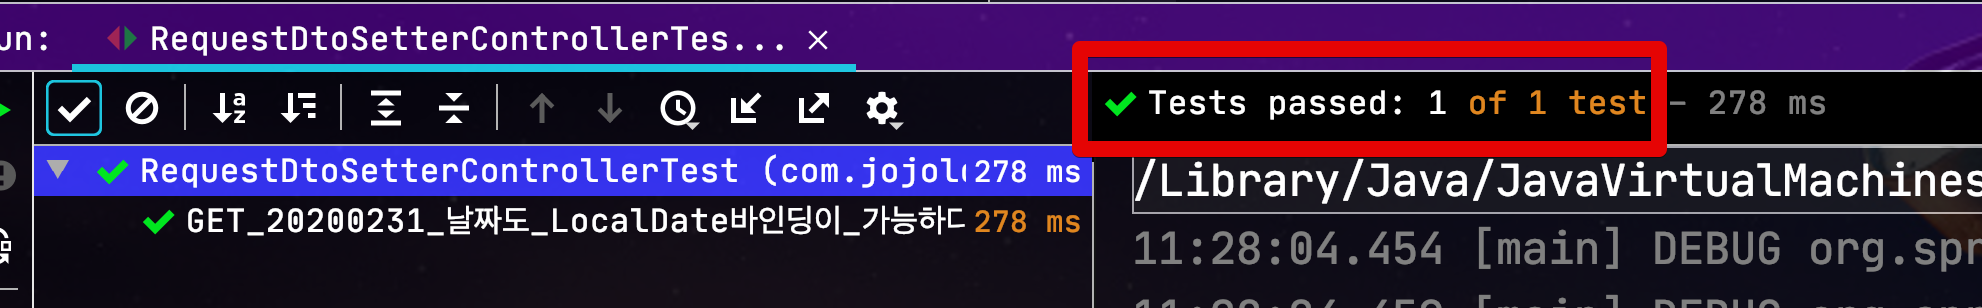 un: RequestDtoSetterControllerTes...
Tests passed: 1 of 1 test – 278 ms
RequestDtoSetterControllerTest (com.jojol 278 ms
GET_20200231_날짜도_LocalDate바인딩이_가능하다 278 ms
/Library/Java/JavaVirtualMachines
11:28:04.454 [main] DEBUG org.spr